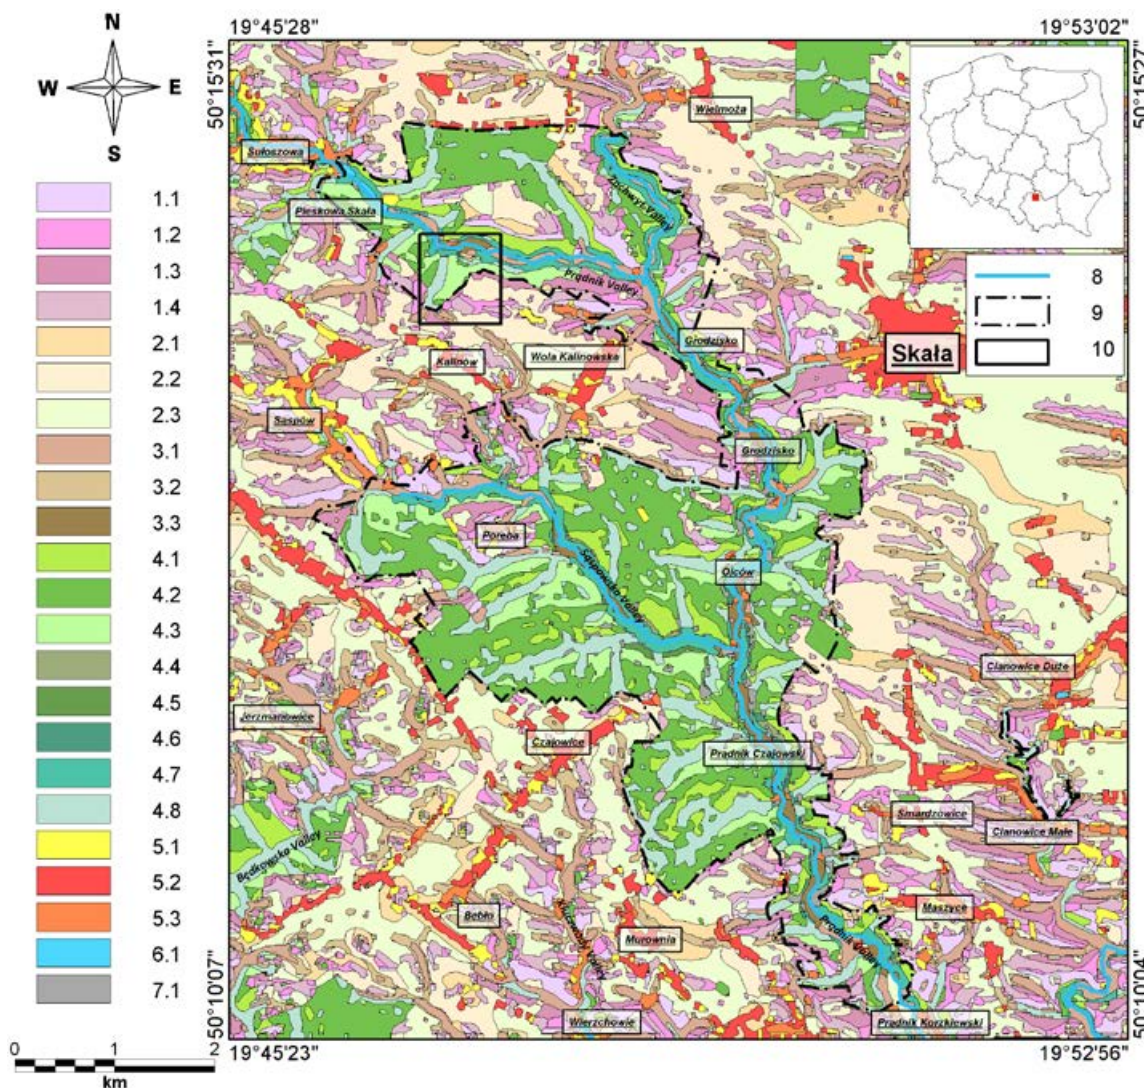 N
W E
S
19°45'28"
19°53'02"
50°15'31"
50°15'27"
1.1
1.2
1.3
1.4
2.1
2.2
2.3
3.1
3.2
3.3
4.1
4.2
4.3
4.4
4.5
4.6
4.7
4.8
5.1
5.2
5.3
6.1
7.1
8
9
10
Wielmoża
Sułoszowa
Pieskowa Skała
Zachwyt Valley
Prądnik Valley
Grodzisko
Skała
Kalinów
Wola Kalinowska
Sąspów
Grodzisko
Poręba
Sąspowska Valley
Ojców
Cianowice Duże
Jerzmanowice
Czajowice
Prądnik Czajowski
Smardzowice
Cianowice Małe
Będkowska Valley
Bębło
Kluczwody Valley
Murownia
Maszyce
Prądnik Valley
Wierzchowie
Prądnik Korzkiewski
50°10'07"
50°10'04"
19°45'23"
19°52'56"
0 1 2
km